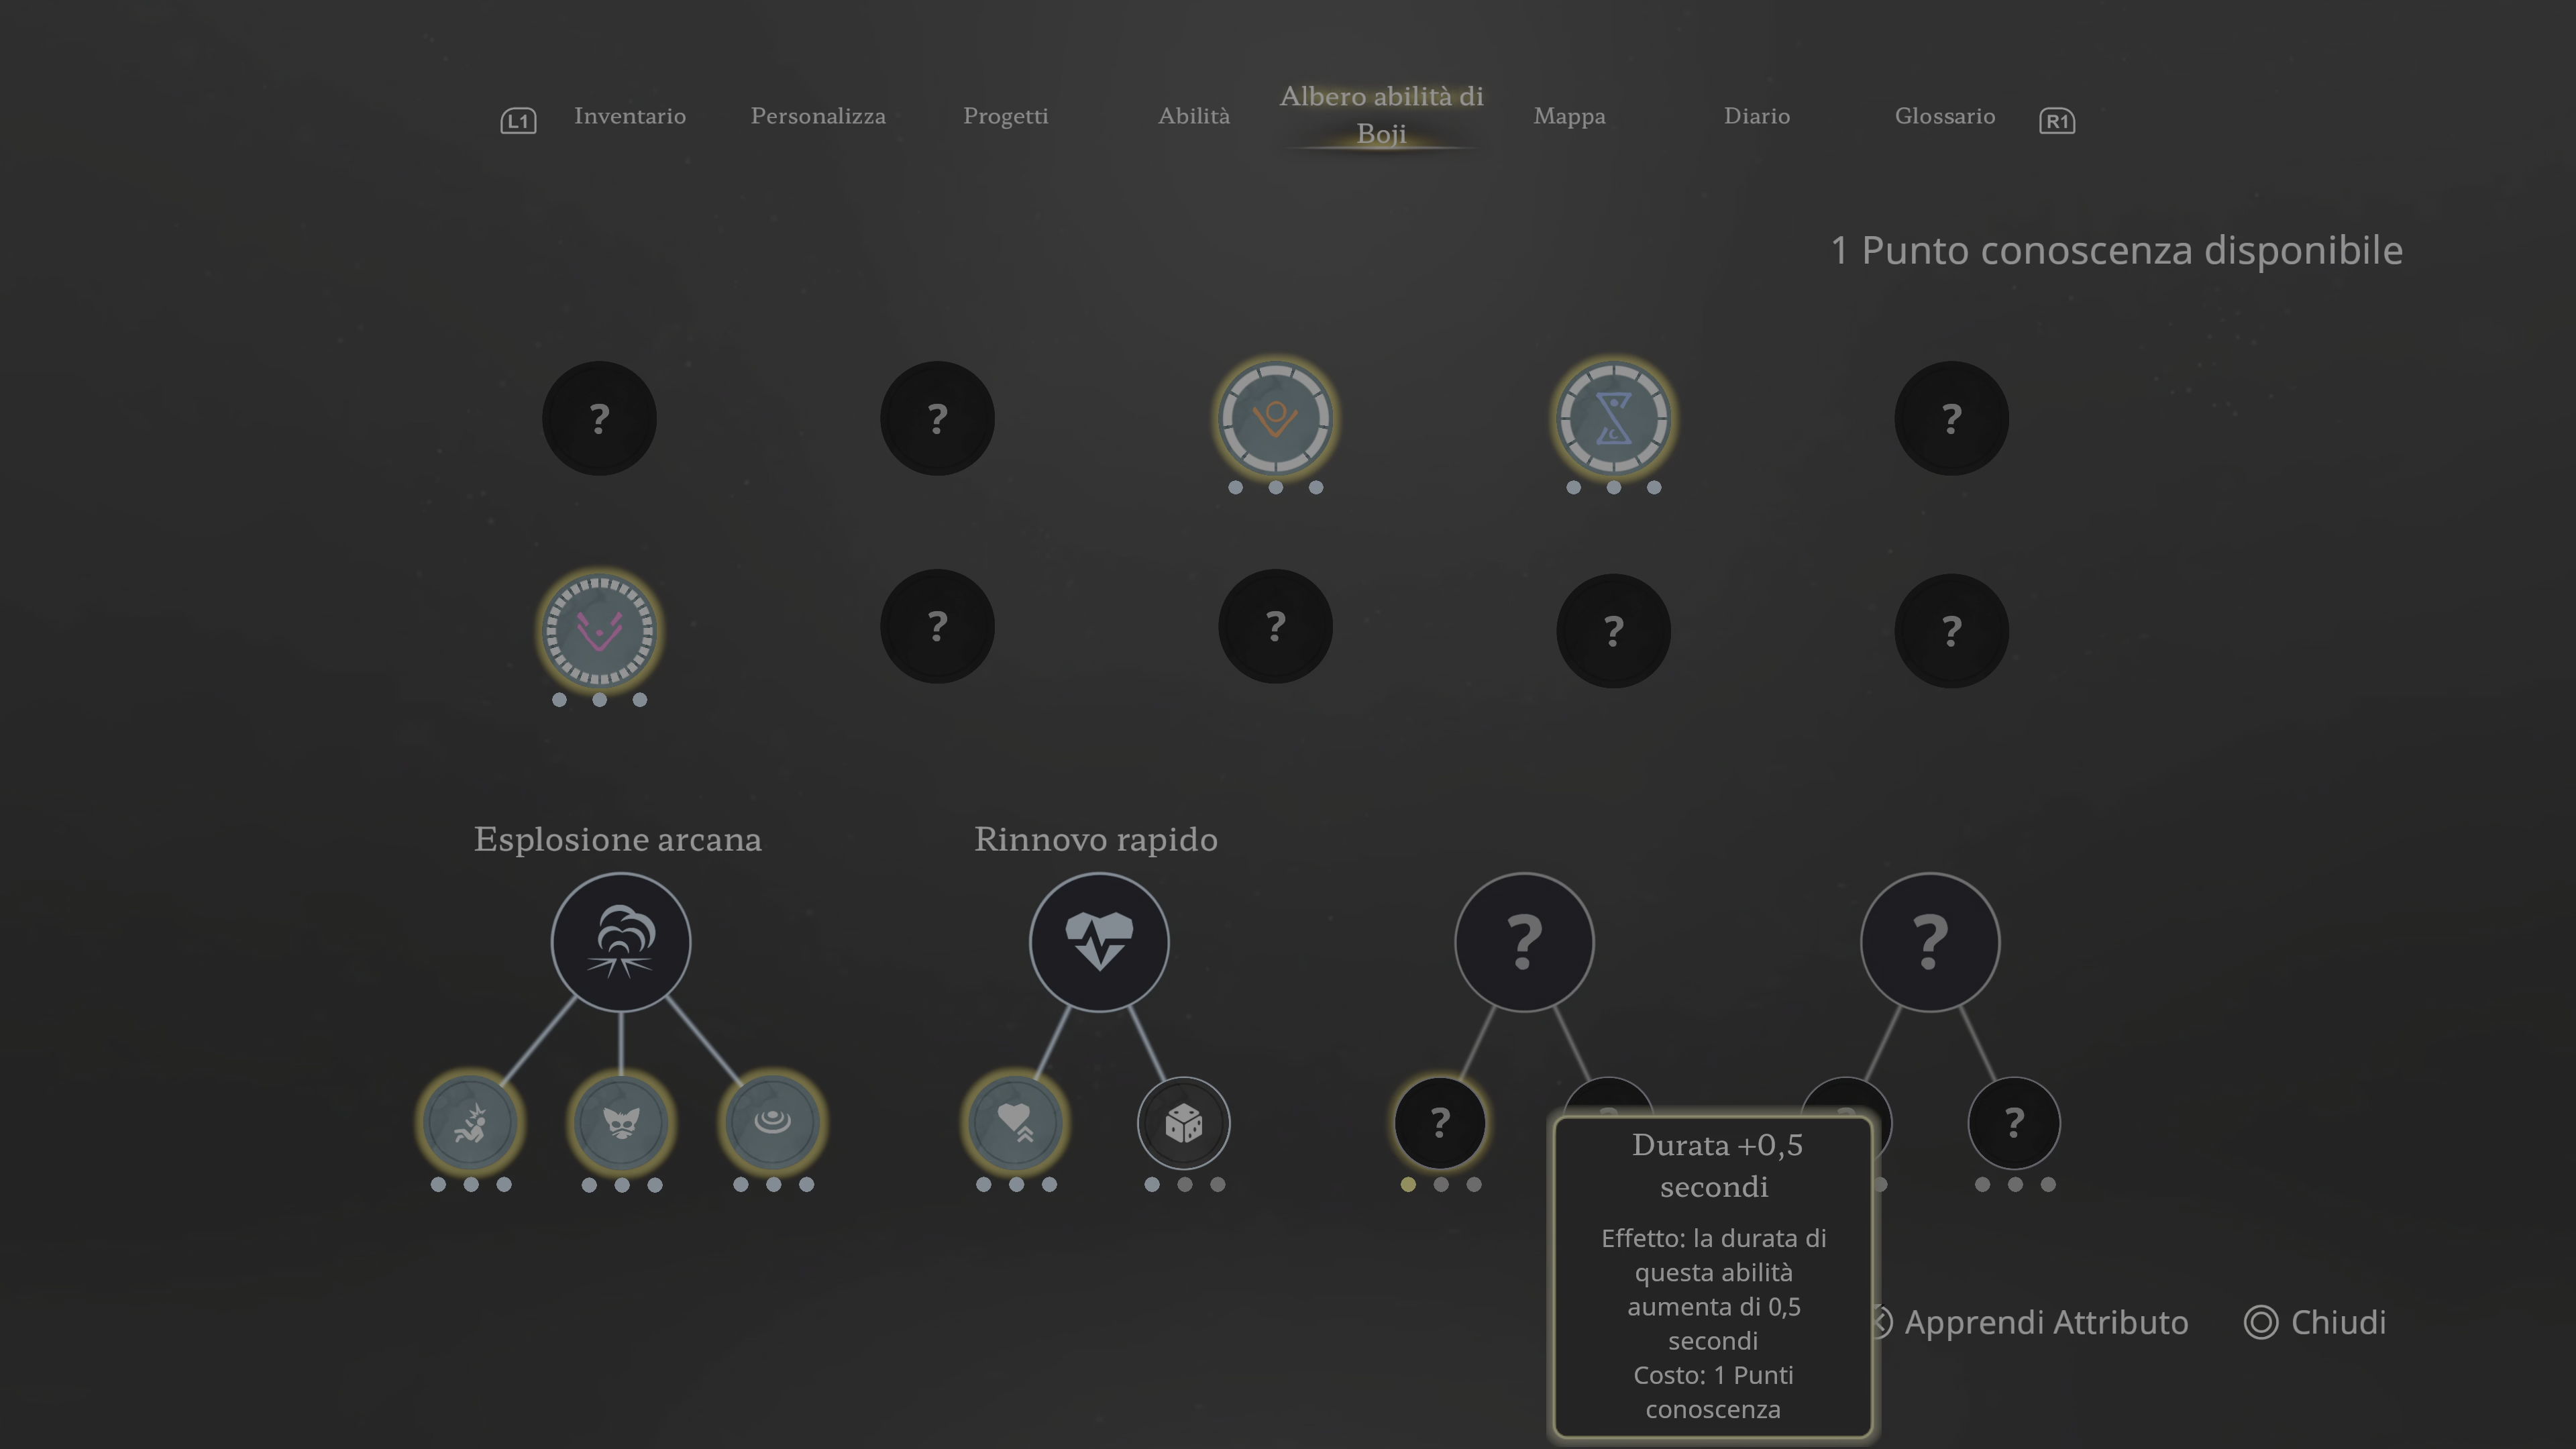 L1
Inventario
Personalizza
Progetti
Abilità
Albero abilità di
Boji
Mappa
Diario
Glossario
R1
1 Punto conoscenza disponibile
?
?
?
?
?
?
?
?
Esplosione arcana
Rinnovo rapido
?
?
?
?
?
?
Durata +0,5
secondi
Effetto: la durata di
questa abilità
aumenta di 0,5
secondi
Costo: 1 Punti
conoscenza
Apprendi Attributo
Chiudi